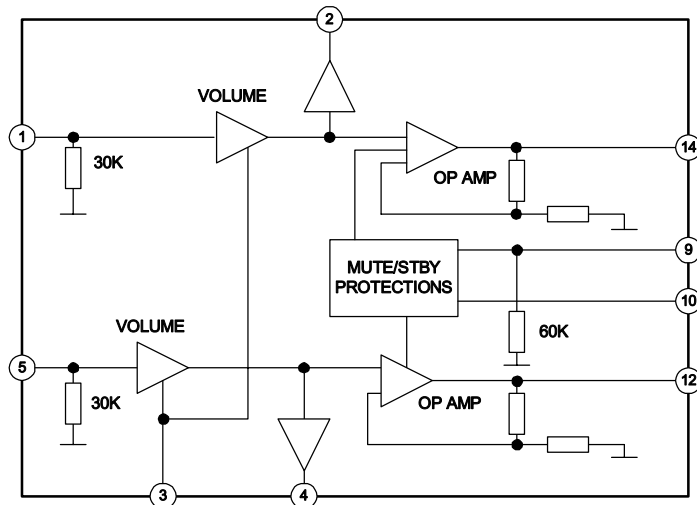 2
VOLUME
1
30K
14
OP AMP
9
MUTE/STBY
PROTECTIONS
10
VOLUME
60K
5
12
30K
OP AMP
3
4